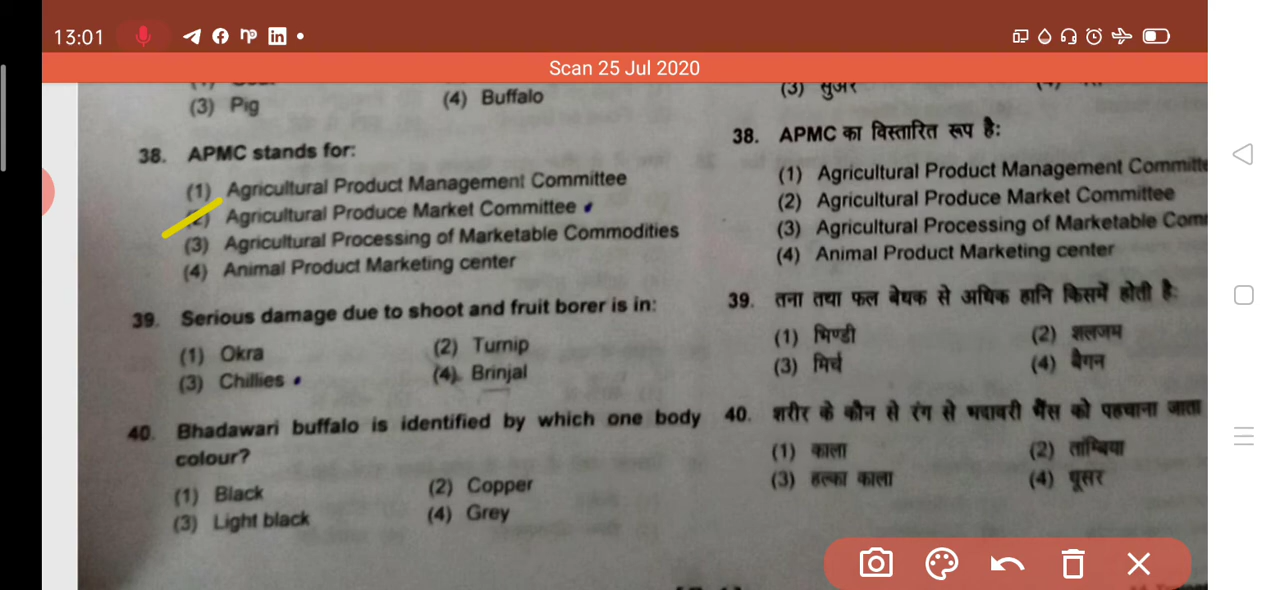 13:01
Scan 25 Jul 2020
(3) Pig
(4) Buffalo
38. APMC stands for:
(1) Agricultural Product Management Committee
(2) Agricultural Produce Market Committee
(3) Agricultural Processing of Marketable Commodities
(4) Animal Product Marketing center
39. Serious damage due to shoot and fruit borer is in:
(1) Okra
(2) Turnip
(3) Chillies
(4) Brinjal
40. Bhadawari buffalo is identified by which one body
colour?
(1) Black
(2) Copper
(3) Light black
(4) Grey
(3) सुअर
38. APMC का विस्तारित रूप है:
(1) Agricultural Product Management
(2) Agricultural Produce Market Committee
(3) Agricultural Processing of Marketable
(4) Animal Product Marketing center
39. तना तथा फल बेधक से अधिक हानि किसमें होती है:
(1) भिण्डी
(2) शलजम
(3) मिर्च
(4) बैगन
40. शरीर के कौन से रंग से भदावरी भैंस को पहचाना जाता
(1) काला
(2) ताम्बिया
(3) हल्का काला
(4) धूसर